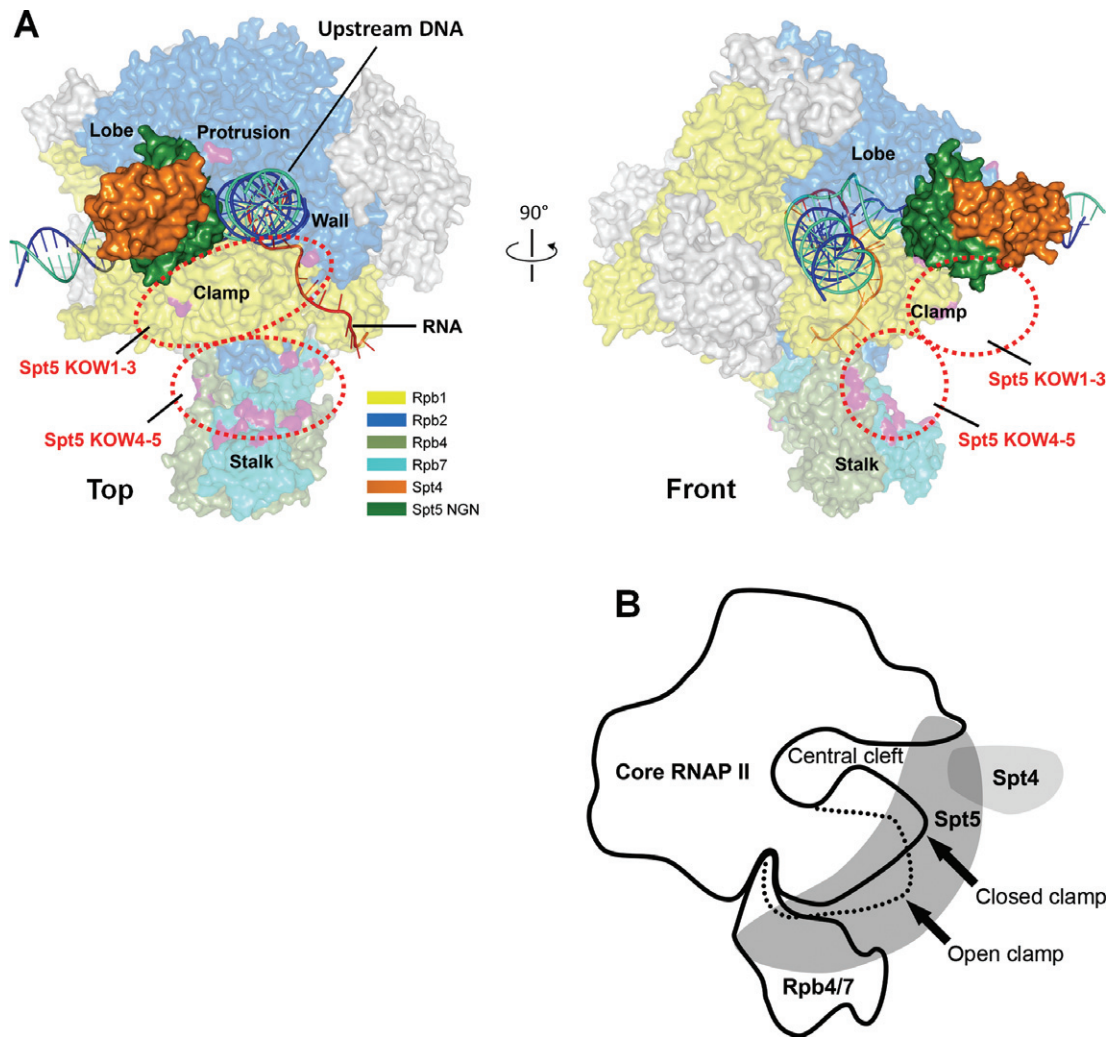 A
Upstream DNA
Lobe
Protrusion
Wall
Clamp
RNA
Spt5 KOW1-3
Spt5 KOW4-5
Stalk
Top
Rpb1
Rpb2
Rpb4
Rpb7
Spt4
Spt5 NGN
90°
Lobe
Clamp
Spt5 KOW1-3
Spt5 KOW4-5
Stalk
Front
B
Central cleft
Core RNAP II
Spt4
Spt5
Closed clamp
Open clamp
Rpb4/7